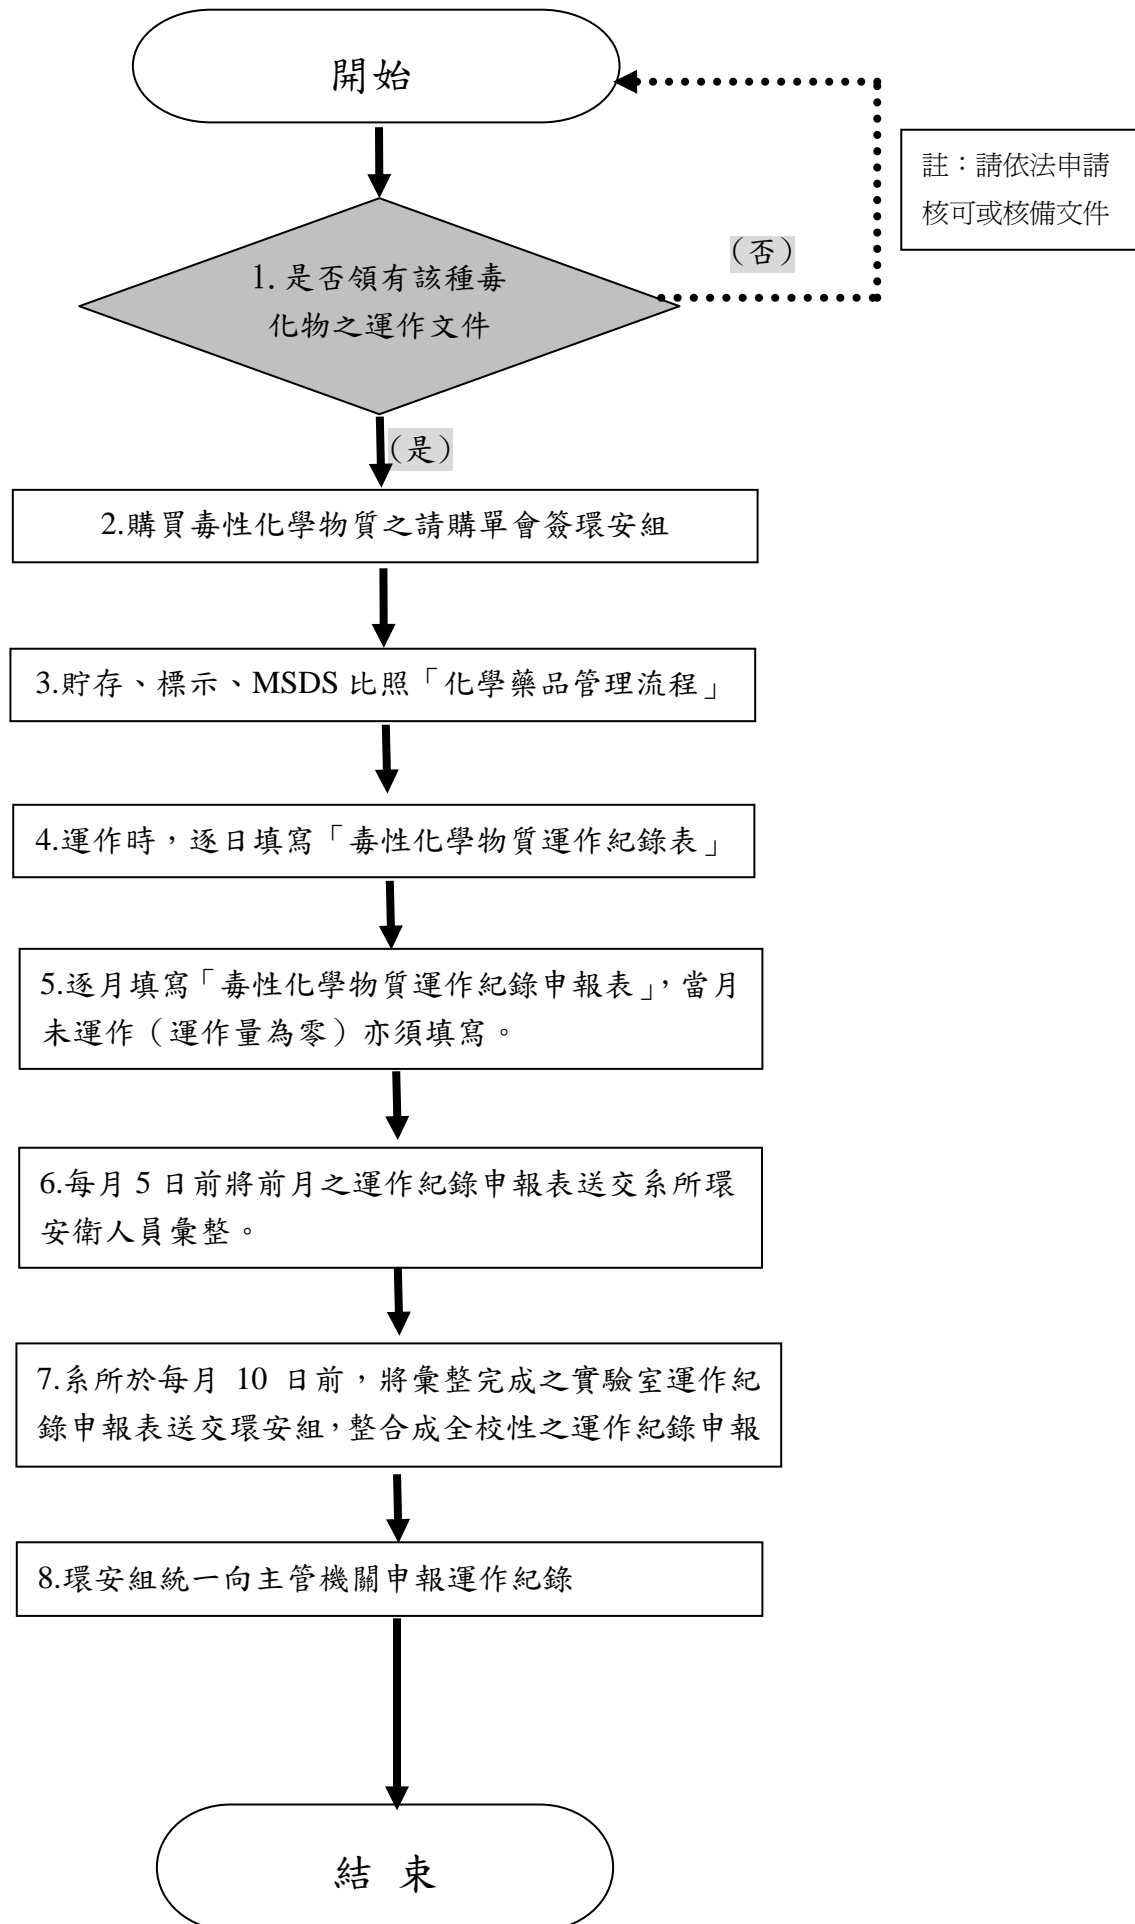 開始
註：請依法申請
核可或核備文件
（否）
1. 是否領有該種毒
化物之運作文件
（是）
2.購買毒性化學物質之請購單會簽環安組
3.貯存、標示、MSDS 比照「化學藥品管理流程」
4.運作時，逐日填寫「毒性化學物質運作紀錄表」
5.逐月填寫「毒性化學物質運作紀錄申報表」，當月
未運作（運作量為零）亦須填寫。
6.每月 5 日前將前月之運作紀錄申報表送交系所環
安衛人員彙整。
7.系所於每月 10 日前，將彙整完成之實驗室運作紀
錄申報表送交環安組，整合成全校性之運作紀錄申報
8.環安組統一向主管機關申報運作紀錄
結 束